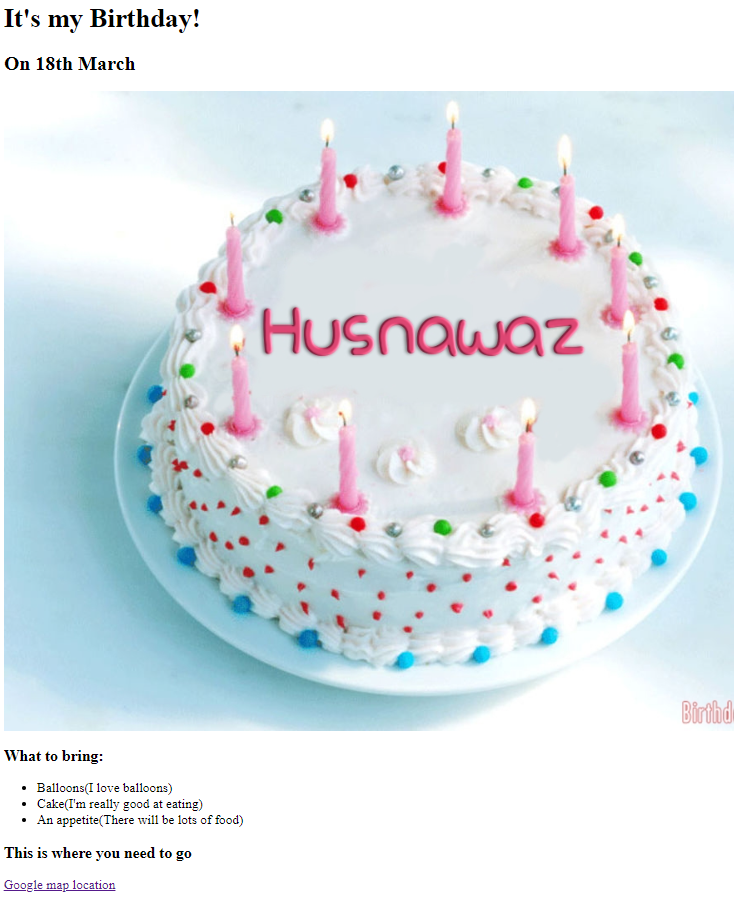 It's my Birthday!
On 18th March
Husnawaz
What to bring:
Balloons(I love balloons)
Cake(I'm really good at eating)
An appetite(There will be lots of food)
This is where you need to go
Google map location